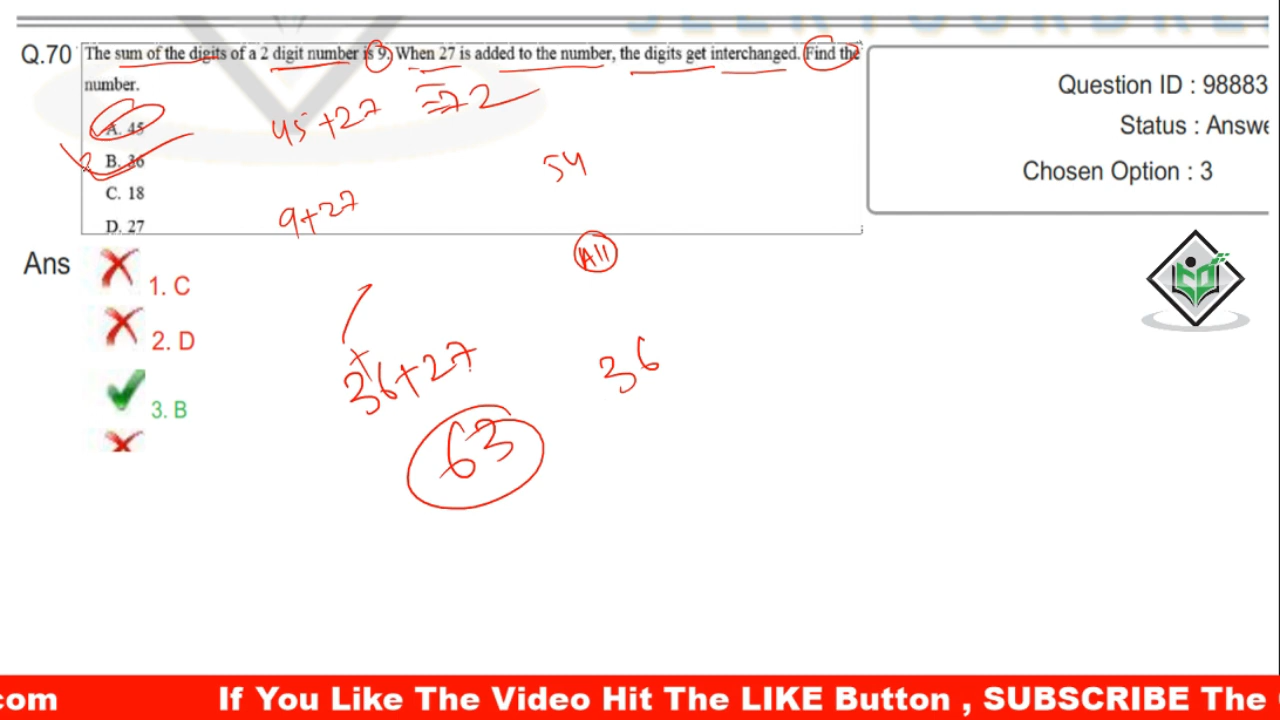 Q.70 The sum of the digits of a 2 digit number is 9. When 27 is added to the number, the digits get interchanged. Find the
number.
A. 45
B. 36
C. 18
D. 27
Question ID : 98883
Status : Answe
Chosen Option : 3
45+27 =72
54
9+27
All
36+27
36
63
Ans
1. C
2. D
3. B
com If You Like The Video Hit The LIKE Button , SUBSCRIBE The